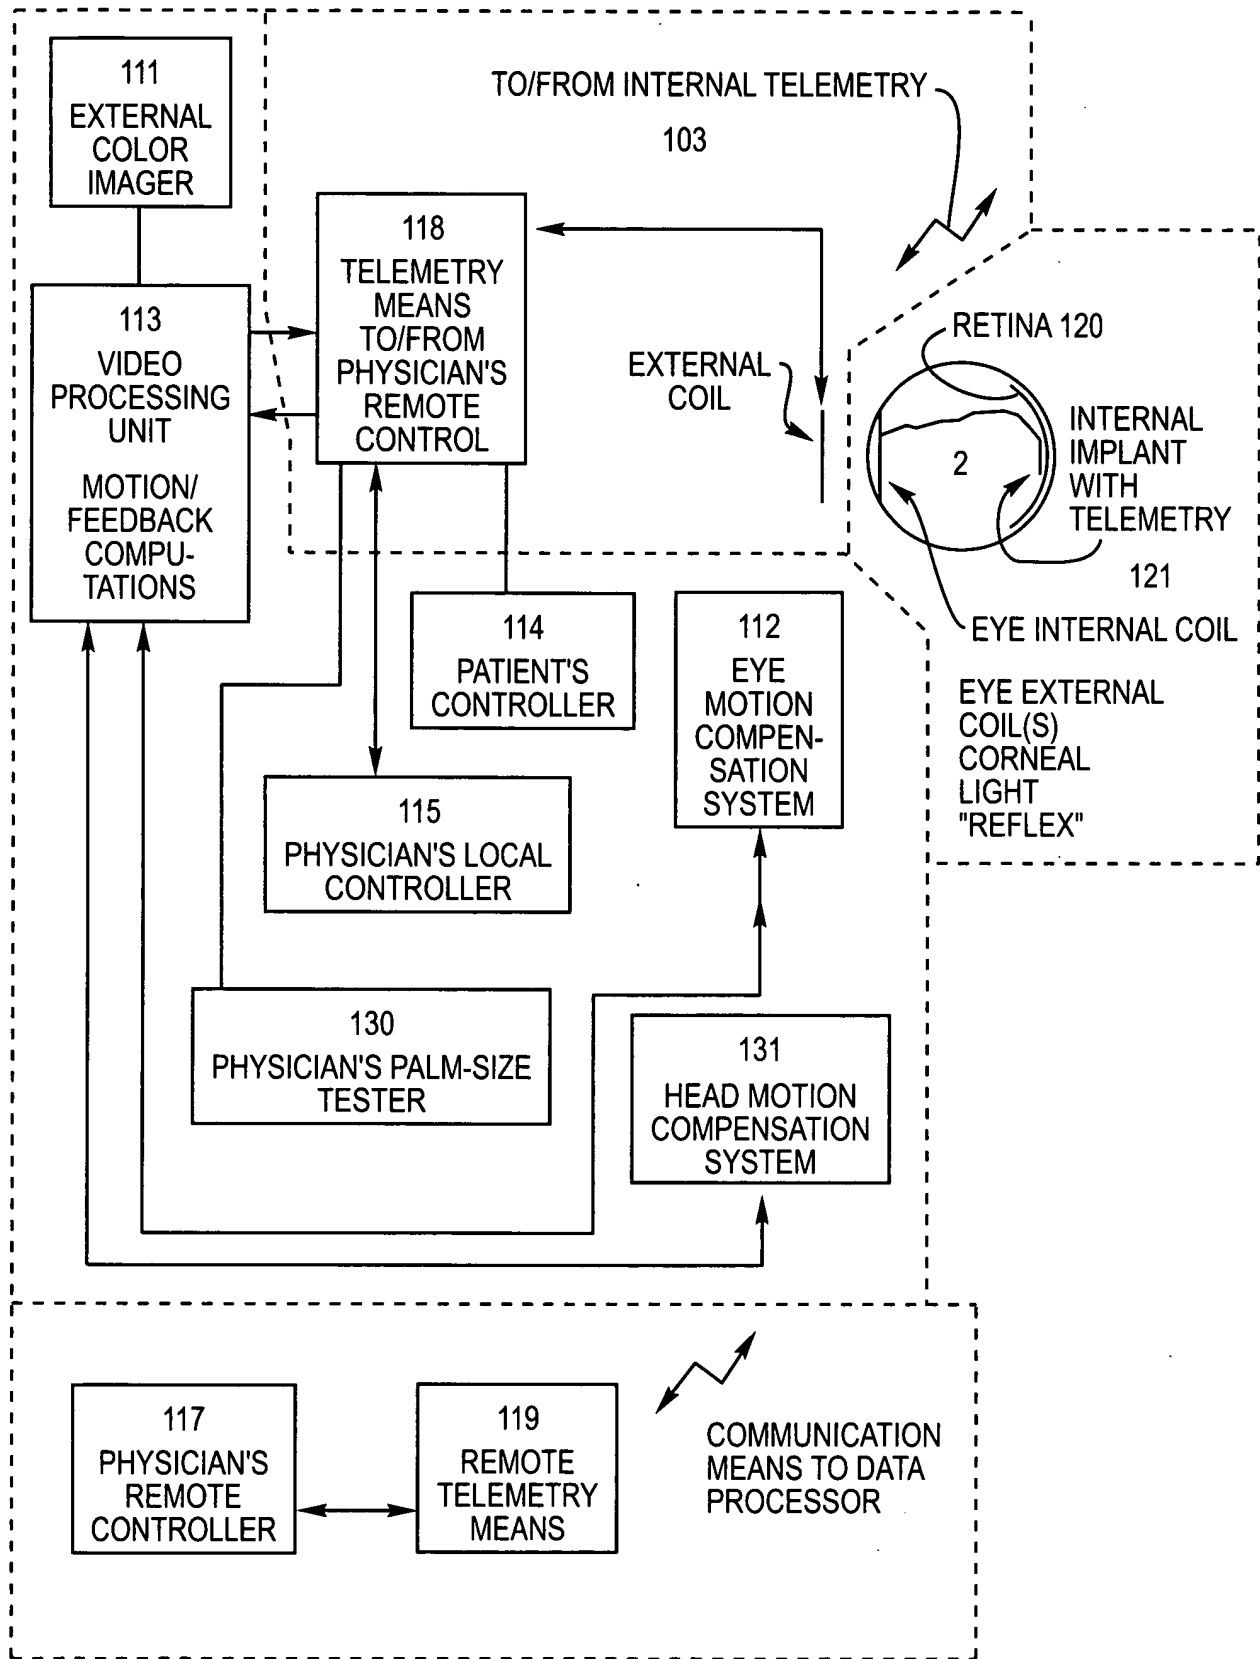 111
EXTERNAL
COLOR
IMAGER
TO/FROM INTERNAL TELEMETRY
103
118
TELEMETRY
MEANS
TO/FROM
PHYSICIAN'S
REMOTE
CONTROL
113
VIDEO
PROCESSING
UNIT
MOTION/
FEEDBACK
COMPU-
TATIONS
EXTERNAL
COIL
RETINA 120
2
INTERNAL
IMPLANT
WITH
TELEMETRY
121
EYE INTERNAL COIL
EYE EXTERNAL
COIL(S)
CORNEAL
LIGHT
"REFLEX"
114
PATIENT'S
CONTROLLER
112
EYE
MOTION
COMPEN-
SATION
SYSTEM
115
PHYSICIAN'S LOCAL
CONTROLLER
130
PHYSICIAN'S PALM-SIZE
TESTER
131
HEAD MOTION
COMPENSATION
SYSTEM
117
PHYSICIAN'S
REMOTE
CONTROLLER
119
REMOTE
TELEMETRY
MEANS
COMMUNICATION
MEANS TO DATA
PROCESSOR